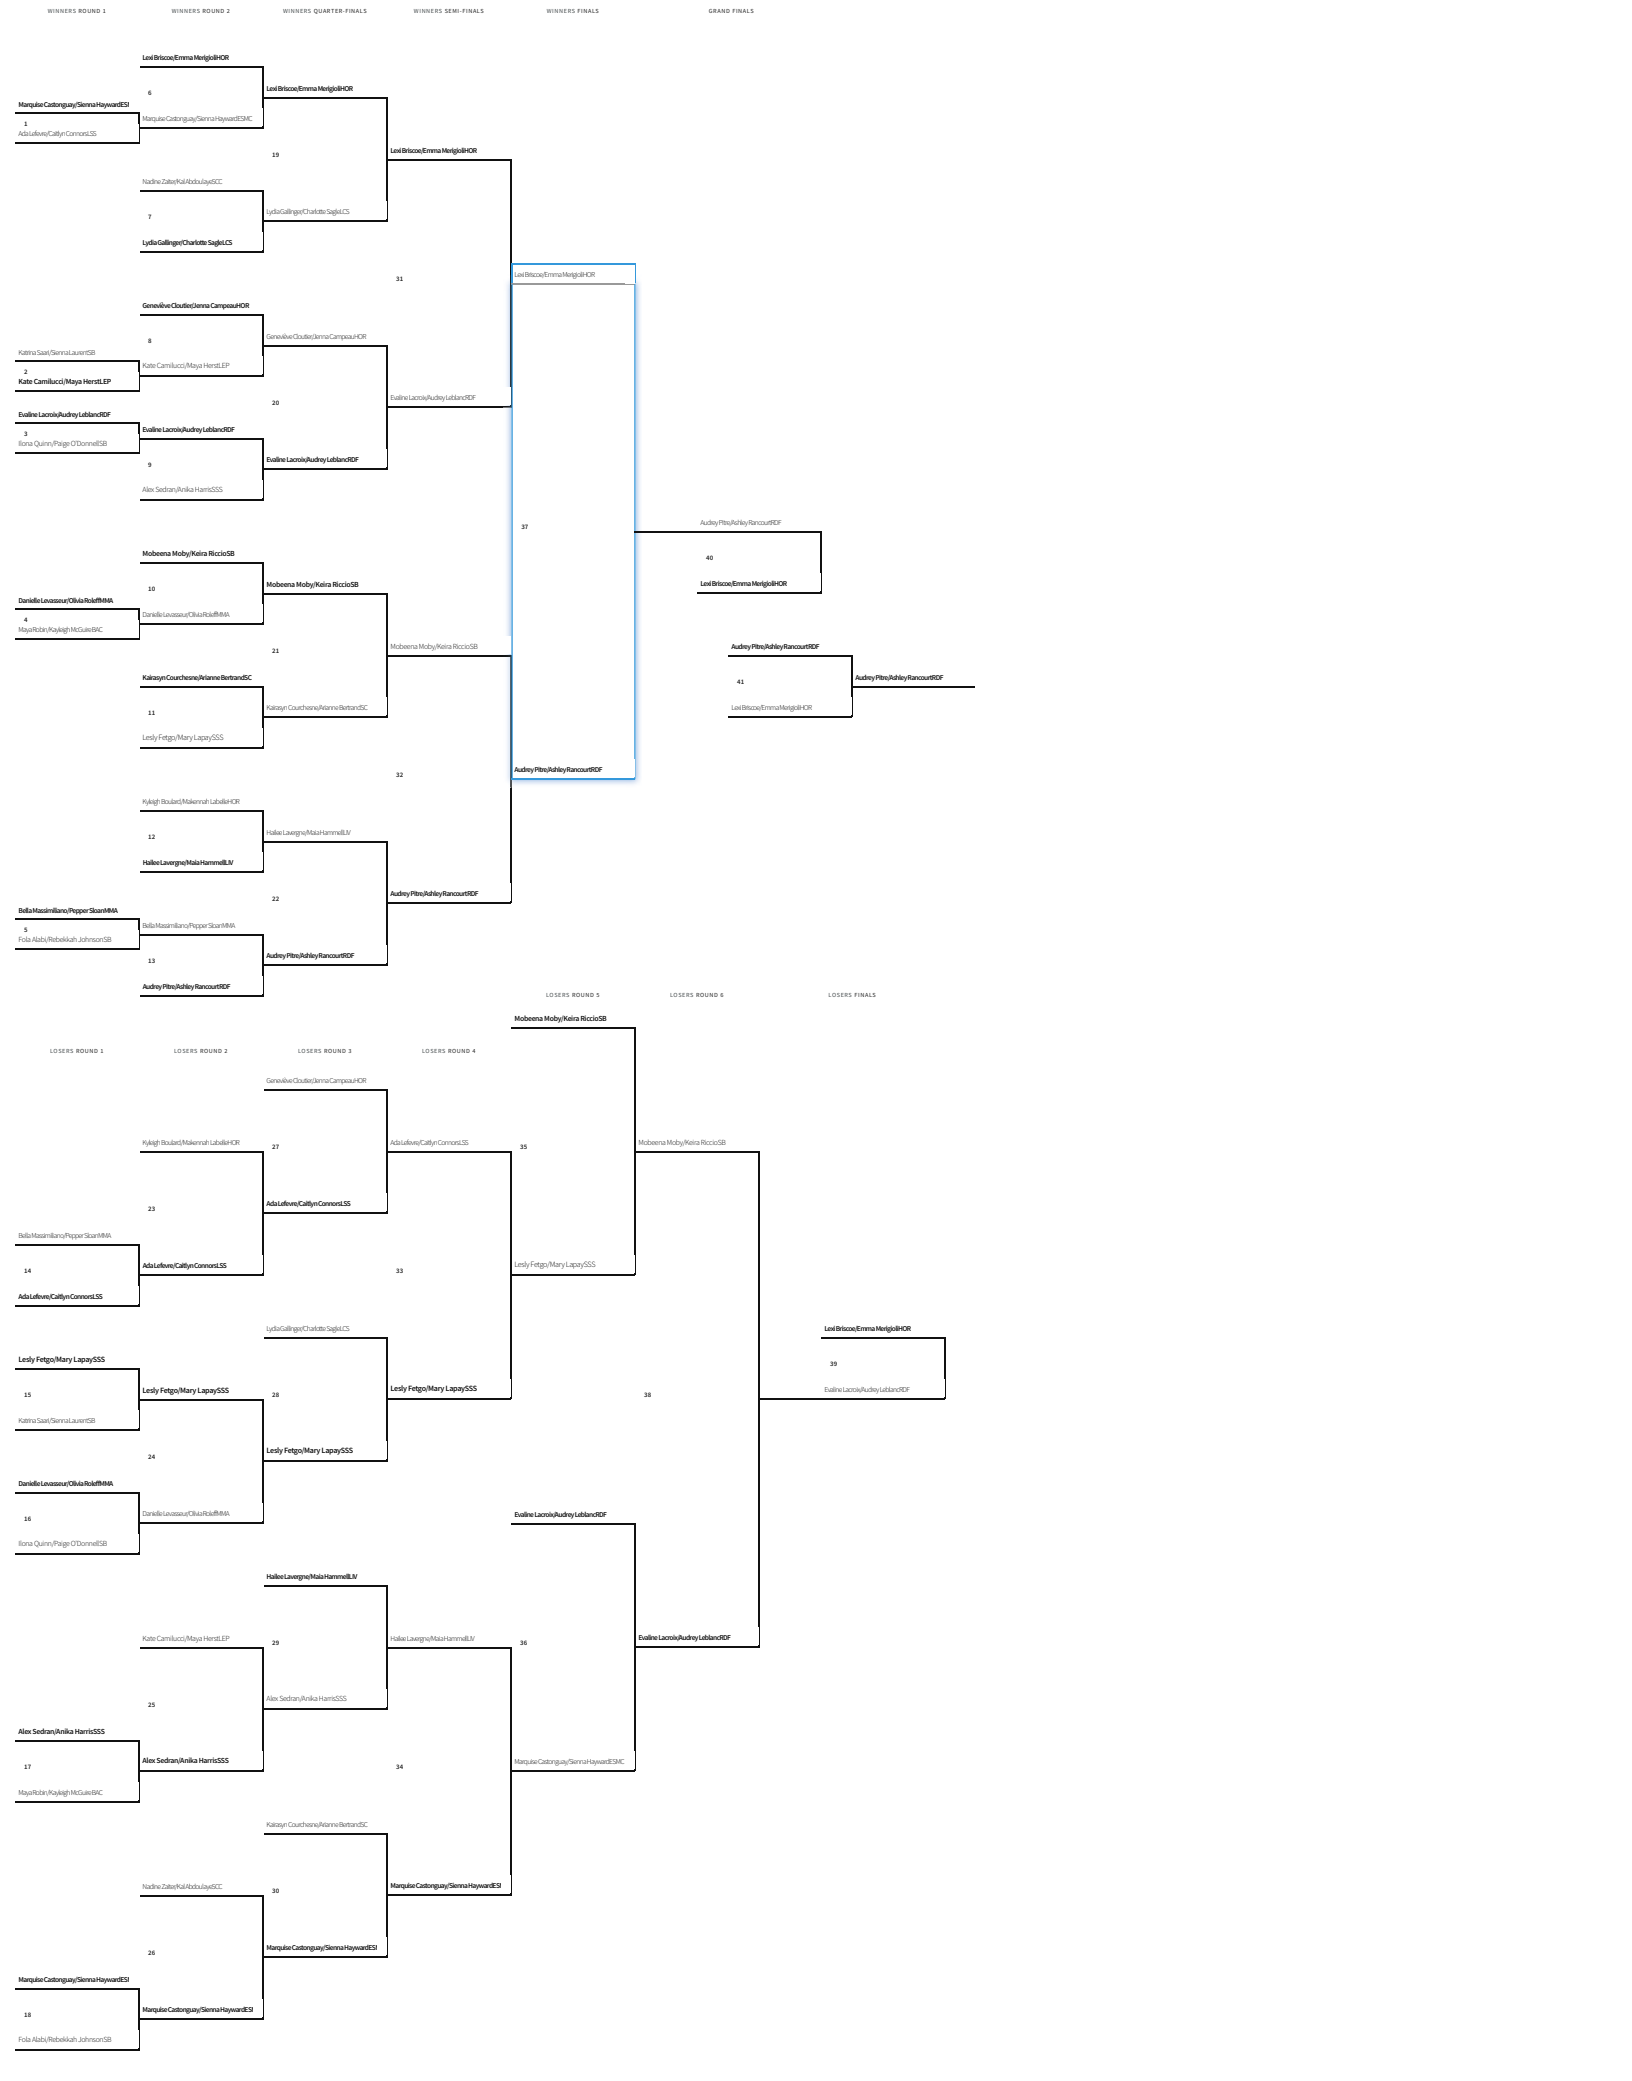 WINNERS ROUND 1
WINNERS ROUND 2
WINNERS QUARTER-FINALS
WINNERS SEMI-FINALS
WINNERS FINALS
GRAND FINALS
Marquise Castonguay/Sienna HaywardES
1
Ada Lefevre/Caitlyn ConnorsLSS
Katrina Saari/Sienna LaurentSB
2
Kate Camilucci/Maya HerstLEP
Evaline Lacroix/Audrey LeblancRDF
3
Ilona Quinn/Paige O'DonnellSB
Danielle Levasseur/Olivia RoleffMMA
4
Maya Robin/Kayleigh McGuireBAC
Bella Massimiliano/Pepper SloanMMA
5
Fola Alabi/Rebekkah JohnsonSB
Lexi Briscoe/Emma MerigioliHOR
6
Marquise Castonguay/Sienna HaywardESMC
Nadine Zaiter/Kal AbdoulayeSCC
7
Lydia Gallinger/Charlotte SagleLCS
Geneviève Cloutier/Jenna CampeauHOR
8
Kate Camilucci/Maya HerstLEP
Evaline Lacroix/Audrey LeblancRDF
9
Alex Sedran/Anika HarrisSSS
Mobeena Moby/Keira RiccioSB
10
Danielle Levasseur/Olivia RoleffMMA
Kairasyn Courchesne/Arianne BertrandSC
11
Lesly Fetgo/Mary LapaySSS
Kyleigh Boulard/Makennah LabelleHOR
12
Hailee Lavergne/Maia HammellLIV
Bella Massimiliano/Pepper SloanMMA
13
Audrey Pitre/Ashley RancourtRDF
Lexi Briscoe/Emma MerigioliHOR
19
Lydia Gallinger/Charlotte SagleLCS
Geneviève Cloutier/Jenna CampeauHOR
20
Evaline Lacroix/Audrey LeblancRDF
Mobeena Moby/Keira RiccioSB
21
Kairasyn Courchesne/Arianne BertrandSC
Hailee Lavergne/Maia HammellLIV
22
Audrey Pitre/Ashley RancourtRDF
Lexi Briscoe/Emma MerigioliHOR
31
Evaline Lacroix/Audrey LeblancRDF
Mobeena Moby/Keira RiccioSB
32
Audrey Pitre/Ashley RancourtRDF
Lexi Briscoe/Emma MerigioliHOR
37
Audrey Pitre/Ashley RancourtRDF
Audrey Pitre/Ashley RancourtRDF
40
Lexi Briscoe/Emma MerigioliHOR
Audrey Pitre/Ashley RancourtRDF
41
Lexi Briscoe/Emma MerigioliHOR
Audrey Pitre/Ashley RancourtRDF
LOSERS ROUND 1
LOSERS ROUND 2
LOSERS ROUND 3
LOSERS ROUND 4
LOSERS ROUND 5
LOSERS ROUND 6
LOSERS FINALS
Bella Massimiliano/Pepper SloanMMA
14
Ada Lefevre/Caitlyn ConnorsLSS
Lesly Fetgo/Mary LapaySSS
15
Katrina Saari/Sienna LaurentSB
Danielle Levasseur/Olivia RoleffMMA
16
Ilona Quinn/Paige O'DonnellSB
Alex Sedran/Anika HarrisSSS
17
Maya Robin/Kayleigh McGuireBAC
Marquise Castonguay/Sienna HaywardES
18
Fola Alabi/Rebekkah JohnsonSB
Kyleigh Boulard/Makennah LabelleHOR
23
Ada Lefevre/Caitlyn ConnorsLSS
Lesly Fetgo/Mary LapaySSS
24
Danielle Levasseur/Olivia RoleffMMA
Kate Camilucci/Maya HerstLEP
25
Alex Sedran/Anika HarrisSSS
Nadine Zaiter/Kal AbdoulayeSCC
26
Marquise Castonguay/Sienna HaywardES
Geneviève Cloutier/Jenna CampeauHOR
27
Ada Lefevre/Caitlyn ConnorsLSS
Lydia Gallinger/Charlotte SagleLCS
28
Lesly Fetgo/Mary LapaySSS
Hailee Lavergne/Maia HammellLIV
29
Alex Sedran/Anika HarrisSSS
Kairasyn Courchesne/Arianne BertrandSC
30
Marquise Castonguay/Sienna HaywardES
Ada Lefevre/Caitlyn ConnorsLSS
33
Lesly Fetgo/Mary LapaySSS
Hailee Lavergne/Maia HammellLIV
34
Marquise Castonguay/Sienna HaywardES
Mobeena Moby/Keira RiccioSB
35
Lesly Fetgo/Mary LapaySSS
Evaline Lacroix/Audrey LeblancRDF
36
Marquise Castonguay/Sienna HaywardESMC
Mobeena Moby/Keira RiccioSB
38
Evaline Lacroix/Audrey LeblancRDF
Lexi Briscoe/Emma MerigioliHOR
39
Evaline Lacroix/Audrey LeblancRDF